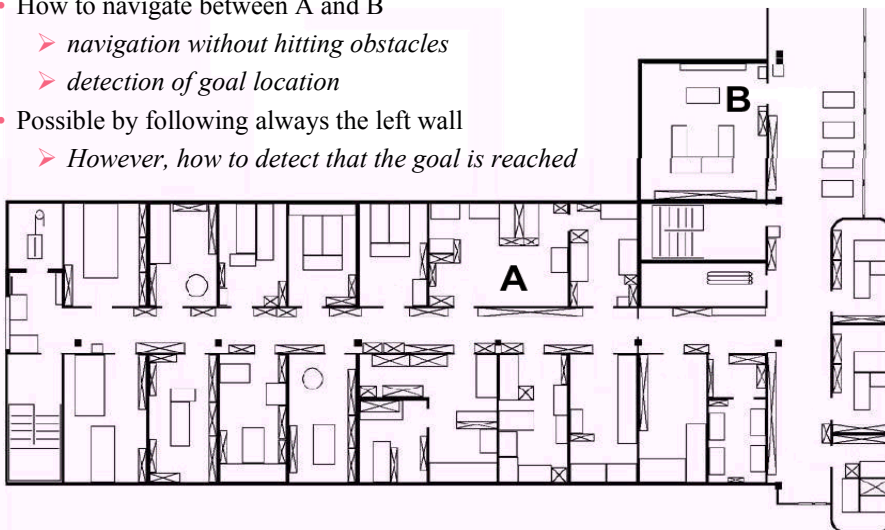 • How to navigate between A and B
➢ navigation without hitting obstacles
➢ detection of goal location
• Possible by following always the left wall
➢ However, how to detect that the goal is reached
B
A